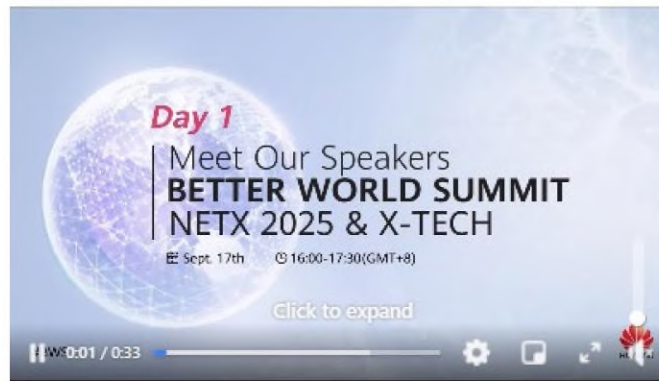 Day 1
Meet Our Speakers
BETTER WORLD SUMMIT
NETX 2025 & X-TECH
Sept. 17th 16:00-17:30(GMT+8)
Click to expand
0:01 / 0:33